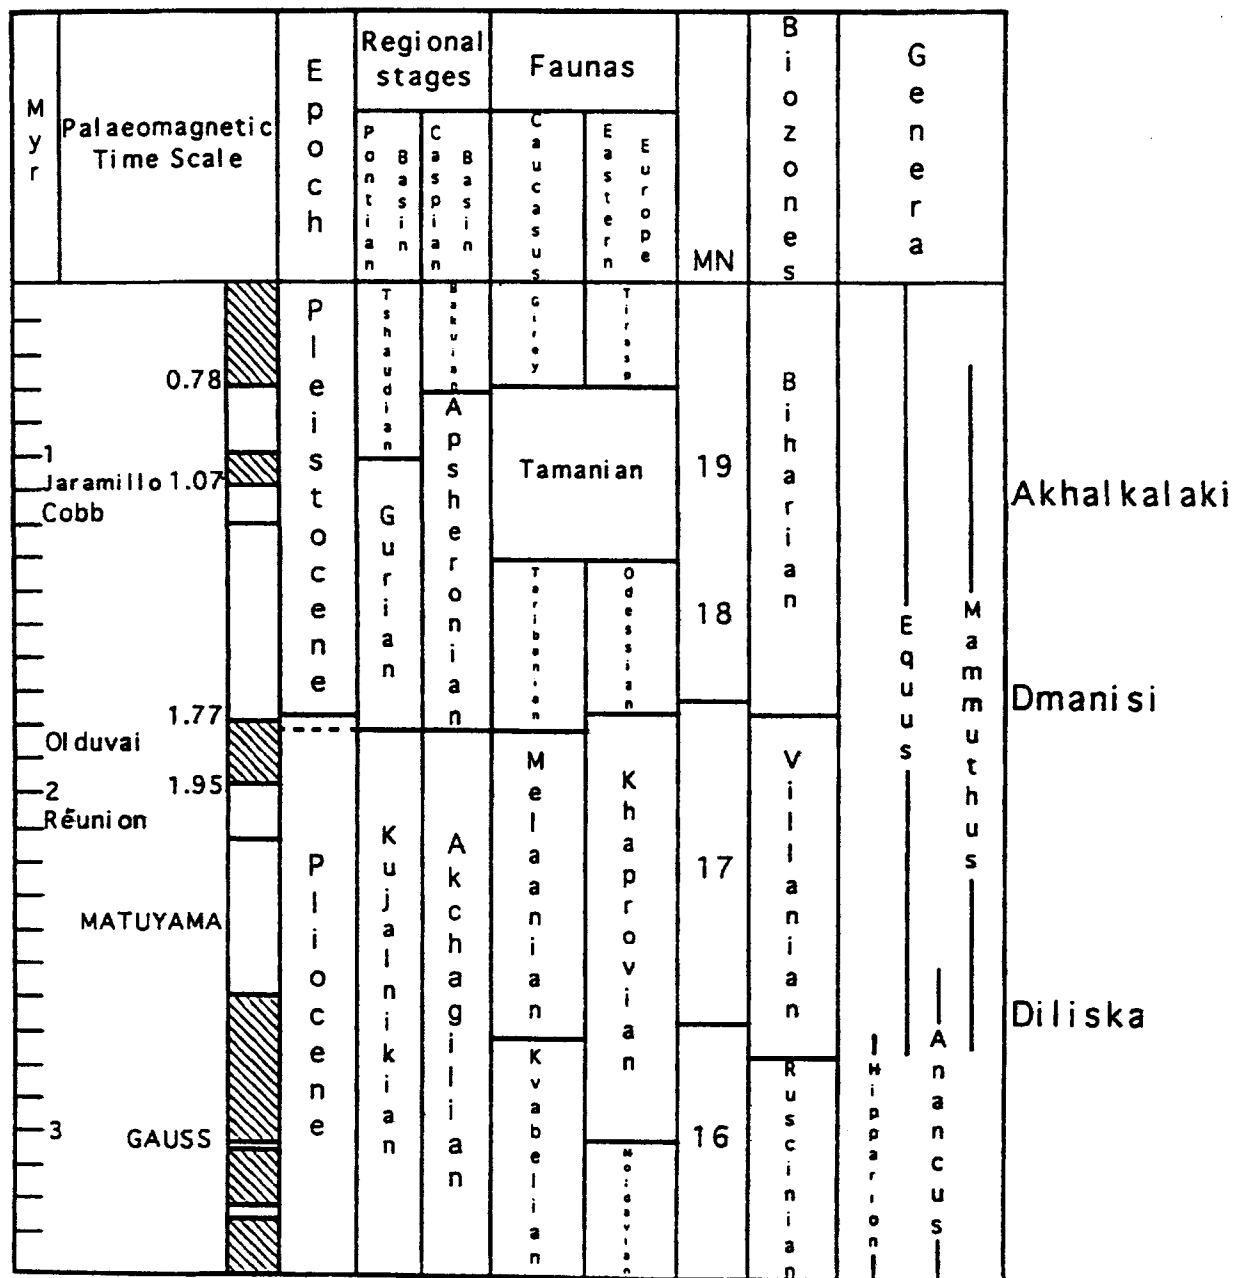 Myr
Palaeomagnetic
Time Scale
Epoch
Regional
stages
Pontian
Basin
Caspian
Basin
Faunas
Caucasus
Eastern
Europe
MN
Biozones
Genera
0.78
1
Jaramillo 1.07
Cobb
1.77
Olduvai
1.95
2
Réunion
MATUYAMA
3
GAUSS
Pleistocene
Pliocene
Tshaudian
Gurian
Kujalnikian
Bakuian
Apsheronian
Akchagilian
Girey
Tirasp
Tamanian
Taribanian
Odessian
Melaanian
Khaprovian
Kvabelian
Moldavian
19
18
17
16
Biharian
Villanian
Ruscinian
Equus
Mammuthus
Anancus
Hipparion
Akhalkalaki
Dmanisi
Diliska